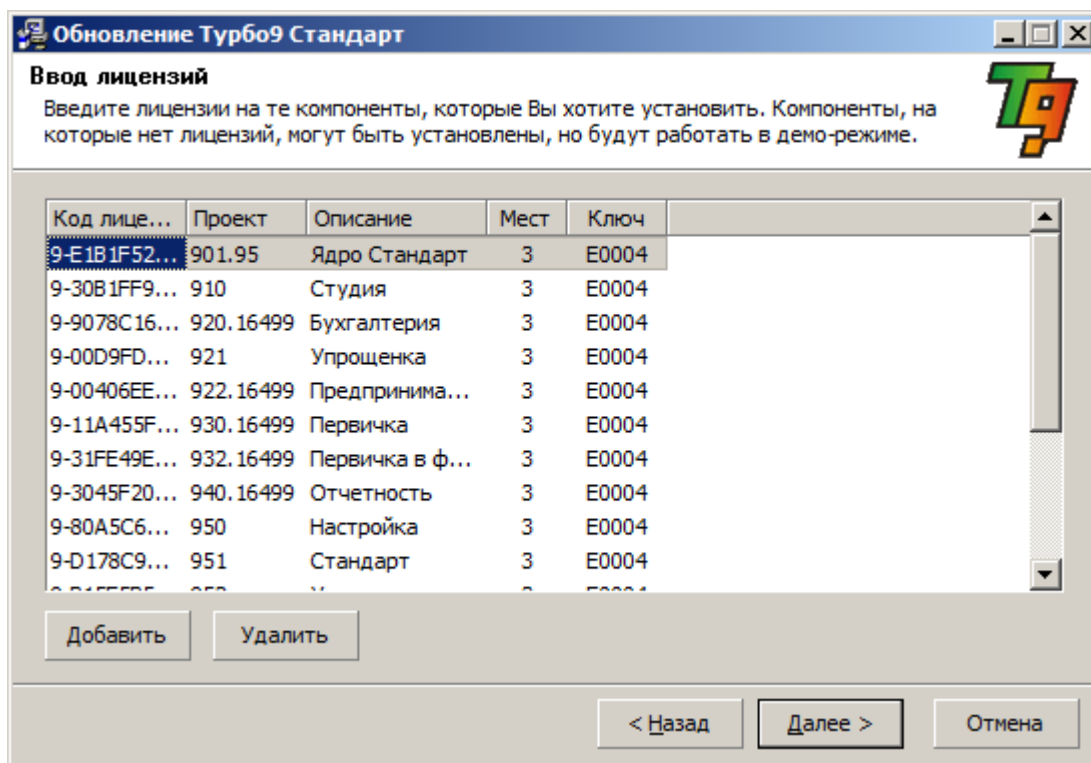 Обновление Турбо9 Стандарт
Ввод лицензий
Введите лицензии на те компоненты, которые Вы хотите установить. Компоненты, на
которые нет лицензий, могут быть установлены, но будут работать в демо-режиме.
T9
Код лице... Проект Описание Мест Ключ
9-E1B1F52... 901.95 Ядро Стандарт 3 E0004
9-30B1FF9... 910 Студия 3 E0004
9-9078C16... 920.16499 Бухгалтерия 3 E0004
9-00D9FD... 921 Упрощенка 3 E0004
9-00406EE... 922.16499 Предпринима... 3 E0004
9-11A455F... 930.16499 Первичка 3 E0004
9-31FE49E... 932.16499 Первичка в ф... 3 E0004
9-3045F20... 940.16499 Отчетность 3 E0004
9-80A5C6... 950 Настройка 3 E0004
9-D178C9... 951 Стандарт 3 E0004
Добавить Удалить
< Назад Далее > Отмена